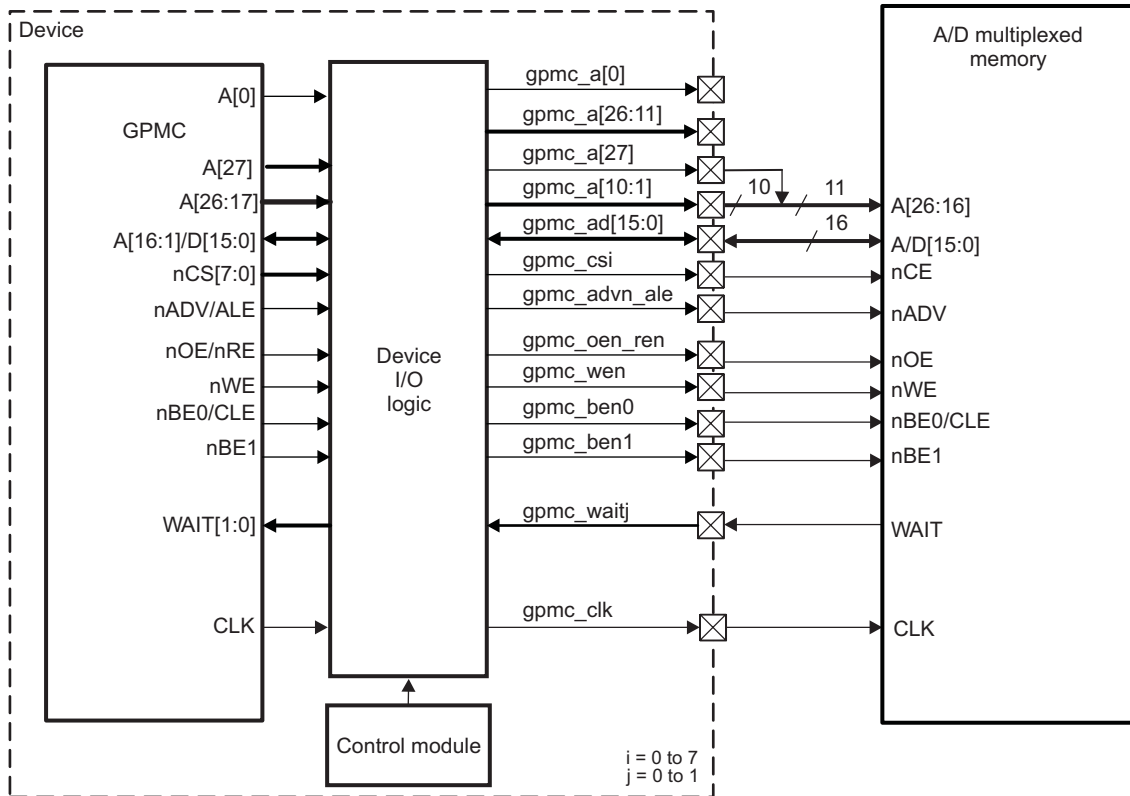 Device
GPMC
A[0]
A[27]
A[26:17]
A[16:1]/D[15:0]
nCS[7:0]
nADV/ALE
nOE/nRE
nWE
nBE0/CLE
nBE1
WAIT[1:0]
CLK
Device
I/O
logic
Control module
gpmc_a[0]
gpmc_a[26:11]
gpmc_a[27]
gpmc_a[10:1]
gpmc_ad[15:0]
gpmc_csi
gpmc_advn_ale
gpmc_oen_ren
gpmc_wen
gpmc_ben0
gpmc_ben1
gpmc_waitj
gpmc_clk
i = 0 to 7
j = 0 to 1
10
11
16
A/D multiplexed
memory
A[26:16]
A/D[15:0]
nCE
nADV
nOE
nWE
nBE0/CLE
nBE1
WAIT
CLK